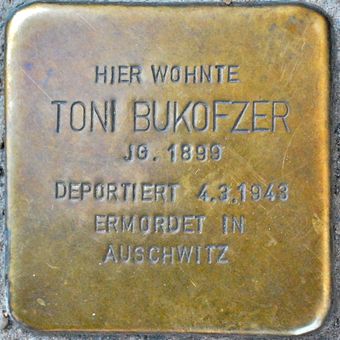 HIER WOHNTE
TONI BUKOFZER
JG. 1899
DEPORTIERT 4.3.1943
ERMORDET IN
AUSCHWITZ